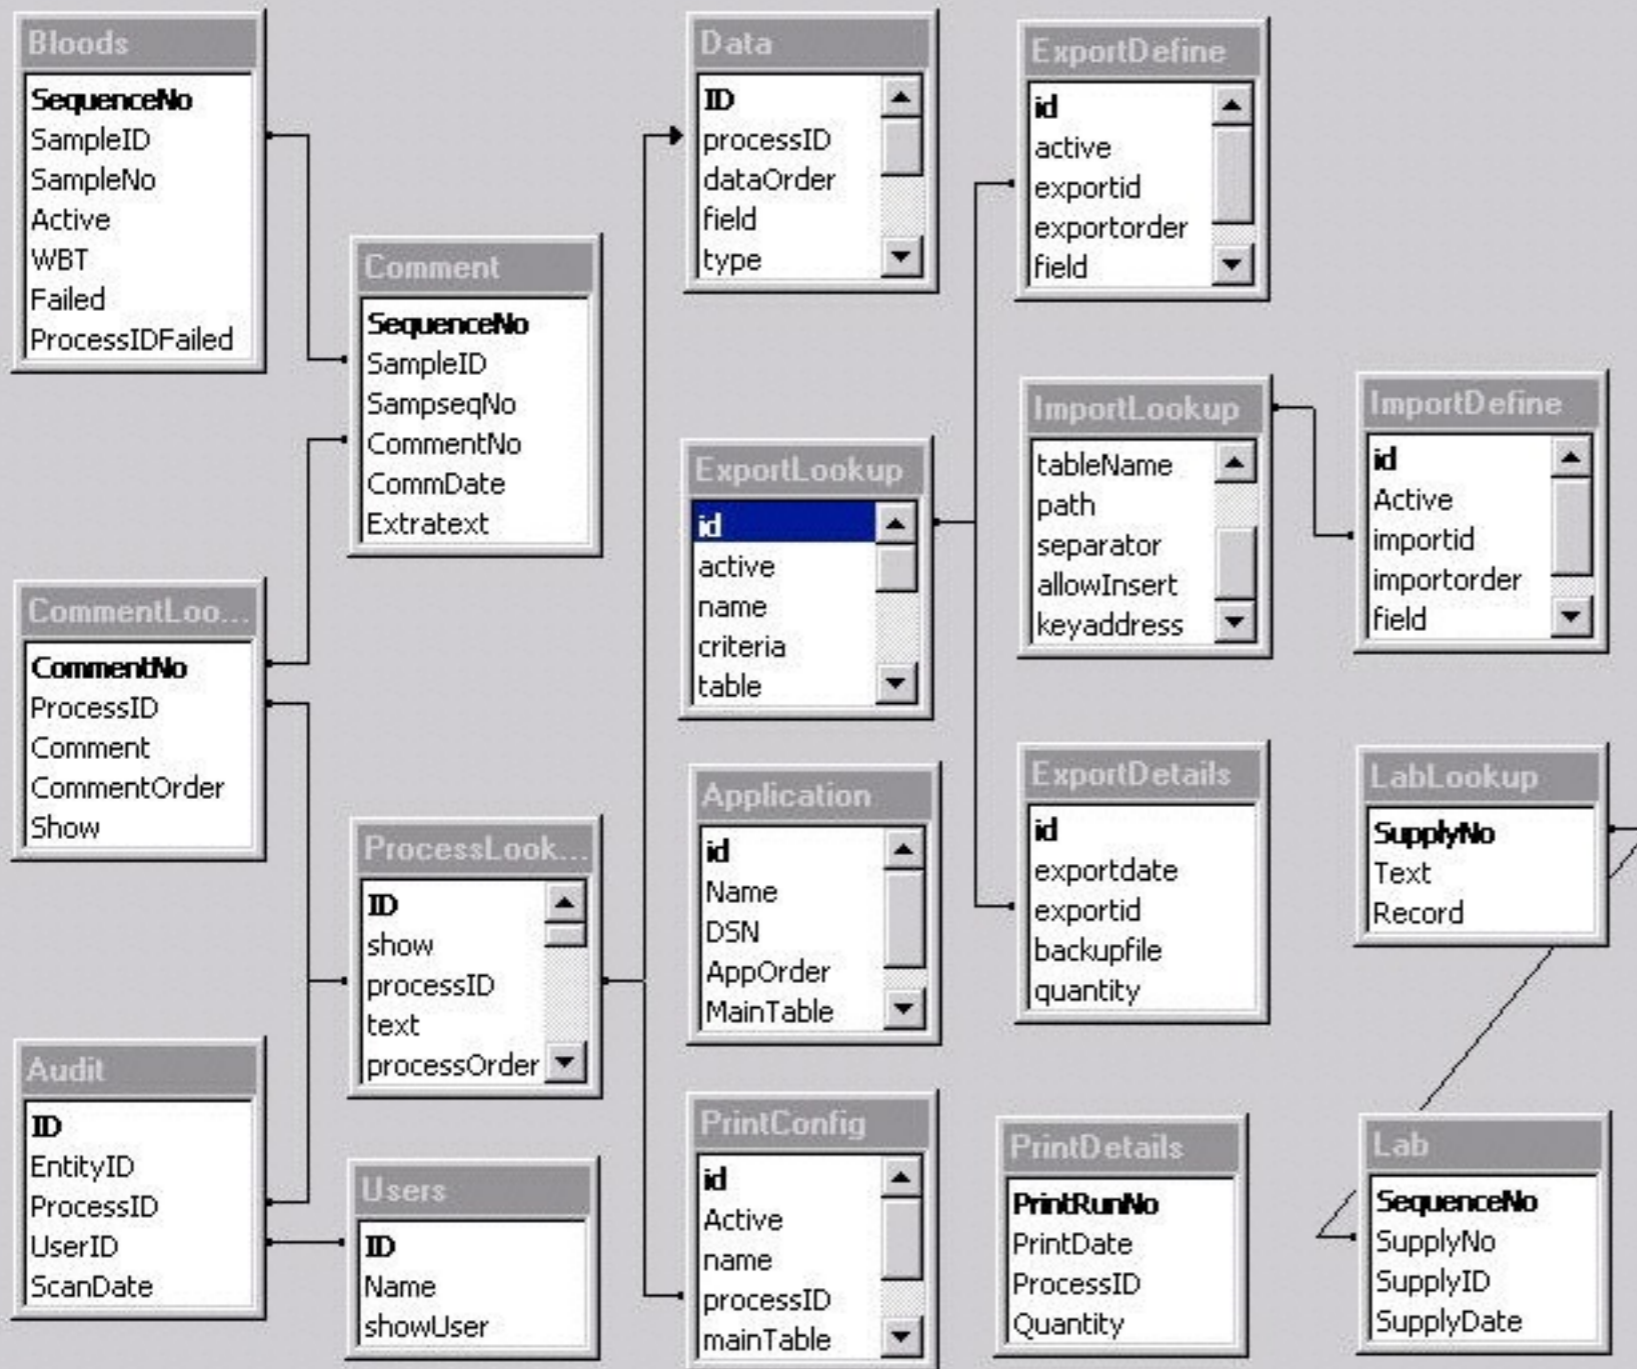 Bloods
SequenceNo
SampleID
SampleNo
Active
WBT
Failed
ProcessIDFailed
Comment
SequenceNo
SampleID
SampseqNo
CommentNo
CommDate
Extratext
CommentLoo...
CommentNo
ProcessID
Comment
CommentOrder
Show
ProcessLook...
ID
show
processID
text
processOrder
Audit
ID
EntityID
ProcessID
UserID
ScanDate
Users
ID
Name
showUser
Data
ID
processID
dataOrder
field
type
ExportLookup
id
active
name
criteria
table
Application
id
Name
DSN
AppOrder
MainTable
PrintConfig
id
Active
name
processID
mainTable
ExportDefine
id
active
exportid
exportorder
field
ImportLookup
tableName
path
separator
allowInsert
keyaddress
ImportDefine
id
Active
importid
importorder
field
ExportDetails
id
exportdate
exportid
backupfile
quantity
LabLookup
SupplyNo
Text
Record
PrintDetails
PrintRunNo
PrintDate
ProcessID
Quantity
Lab
SequenceNo
SupplyNo
SupplyID
SupplyDate